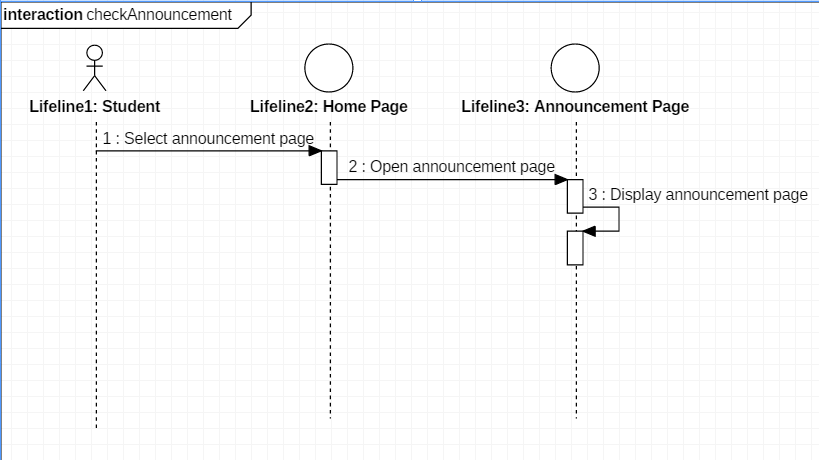 interaction checkAnnouncement
Lifeline1: Student
Lifeline2: Home Page
Lifeline3: Announcement Page
1 : Select announcement page
2 : Open announcement page
3 : Display announcement page